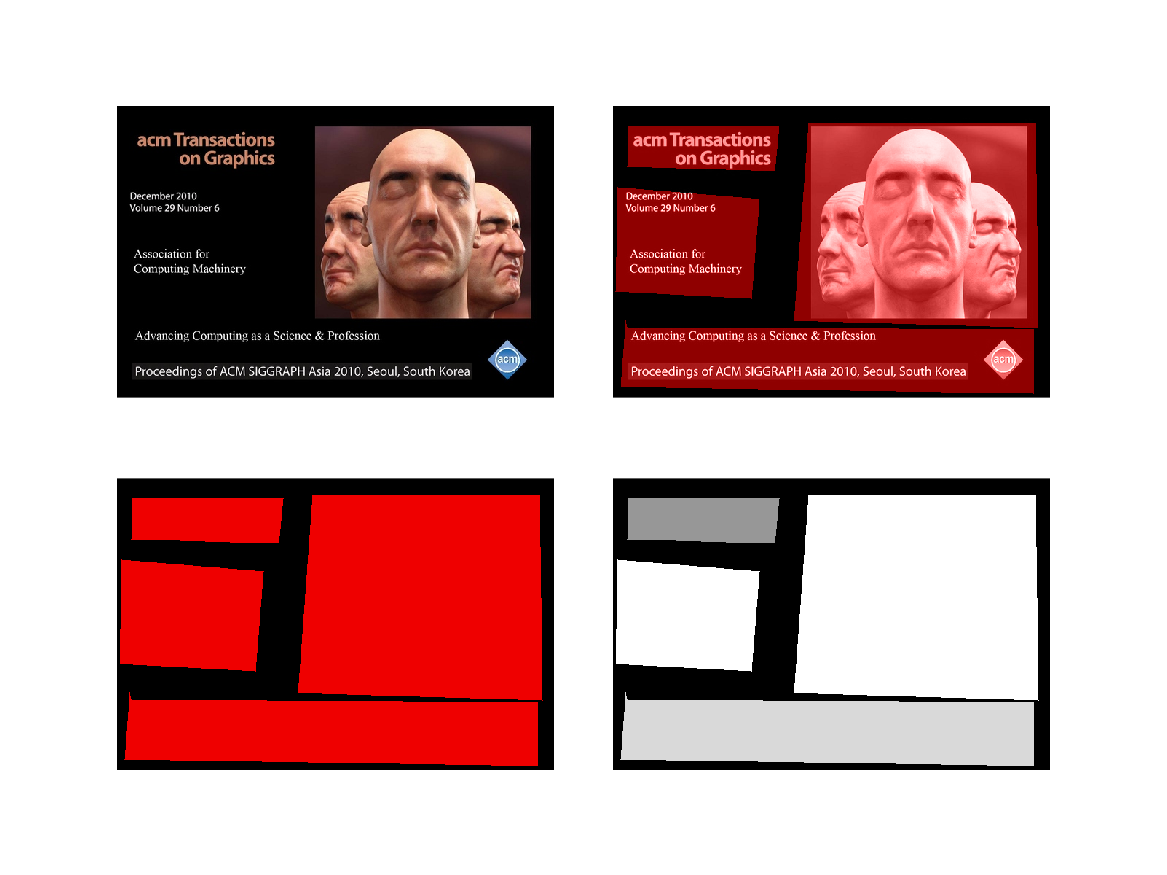 acm Transactions
on Graphics
December 2010
Volume 29 Number 6
Association for
Computing Machinery
Advancing Computing as a Science & Profession
acm
Proceedings of ACM SIGGRAPH Asia 2010, Seoul, South Korea
acm Transactions
on Graphics
December 2010
Volume 29 Number 6
Association for
Computing Machinery
Advancing Computing as a Science & Profession
acm
Proceedings of ACM SIGGRAPH Asia 2010, Seoul, South Korea